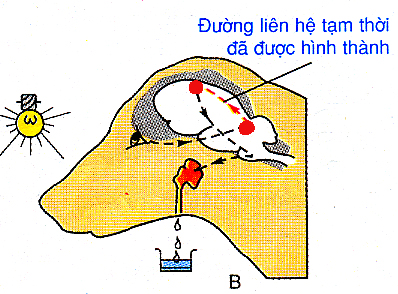 Đường liên hệ tạm thời
đã được hình thành
B